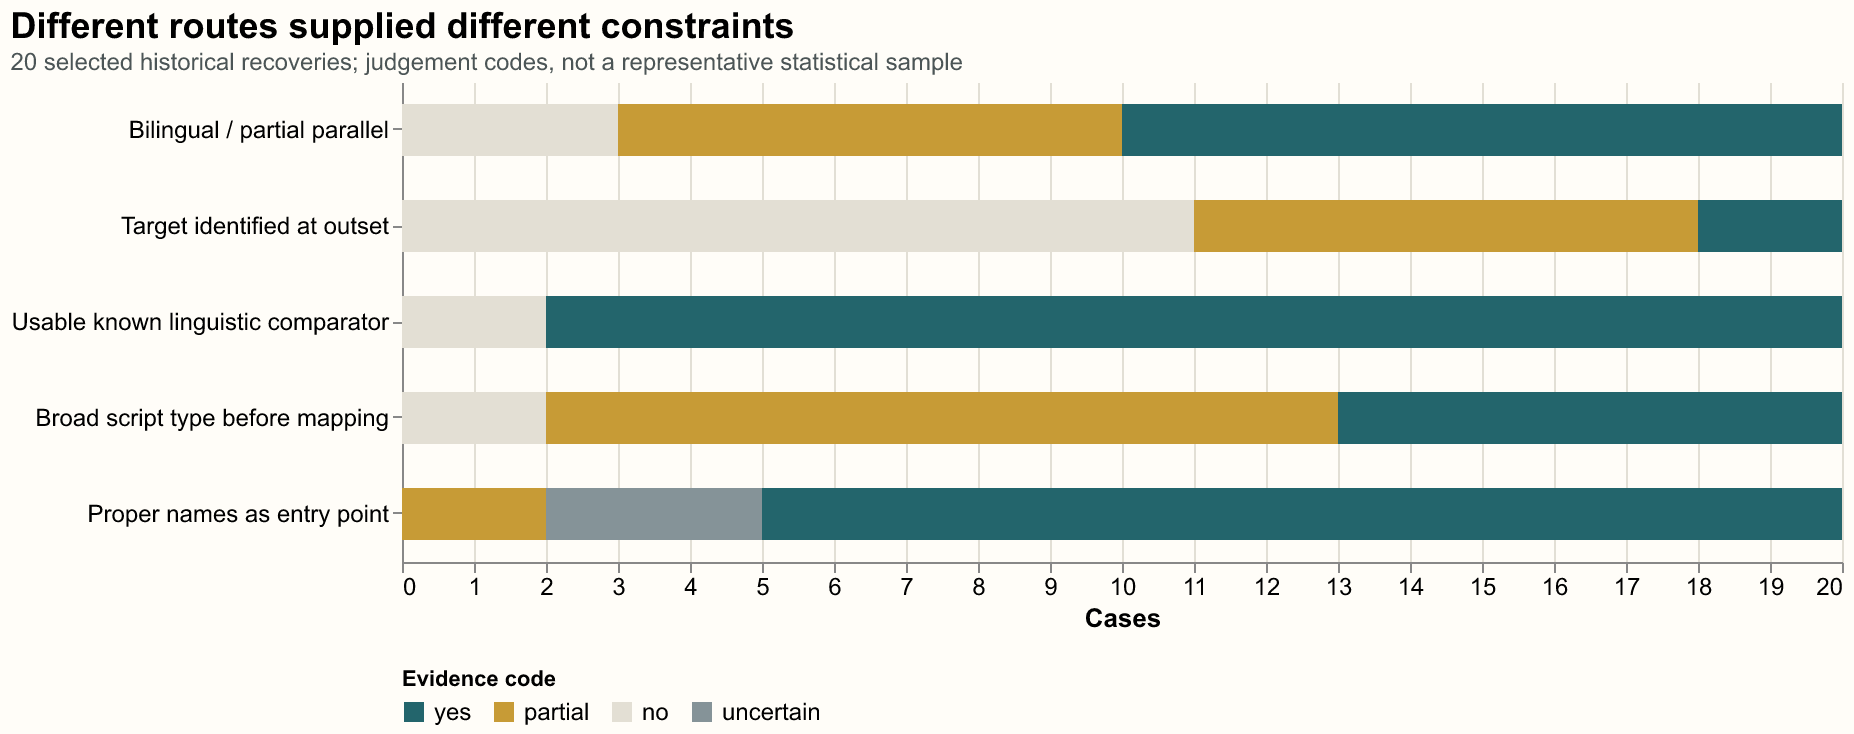 Different routes supplied different constraints
20 selected historical recoveries; judgement codes, not a representative statistical sample
Bilingual / partial parallel
Target identified at outset
Usable known linguistic comparator
Broad script type before mapping
Proper names as entry point
0 1 2 3 4 5 6 7 8 9 10 11 12 13 14 15 16 17 18 19 20
Cases
Evidence code
yes partial no uncertain